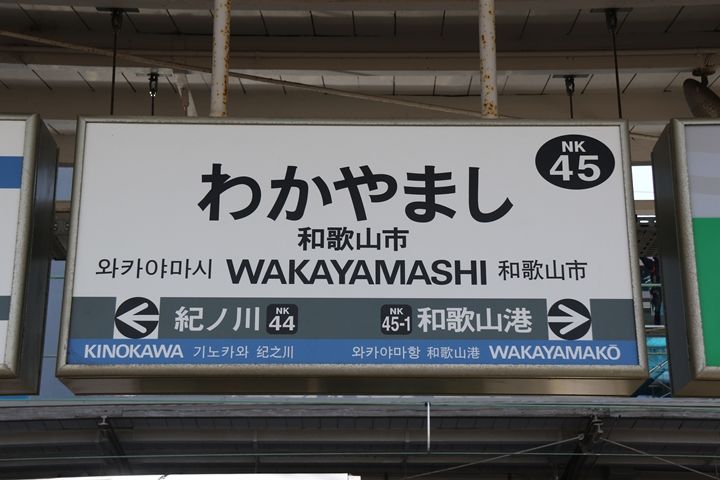 NK
45
わかやまし
和歌山市
와카야마시 WAKAYAMASHI 和歌山市
紀ノ川 NK 44 NK 45-1 和歌山港
KINOKAWA 기노카와 纪之川 와카야마항 和歌山港 WAKAYAMAKŌ